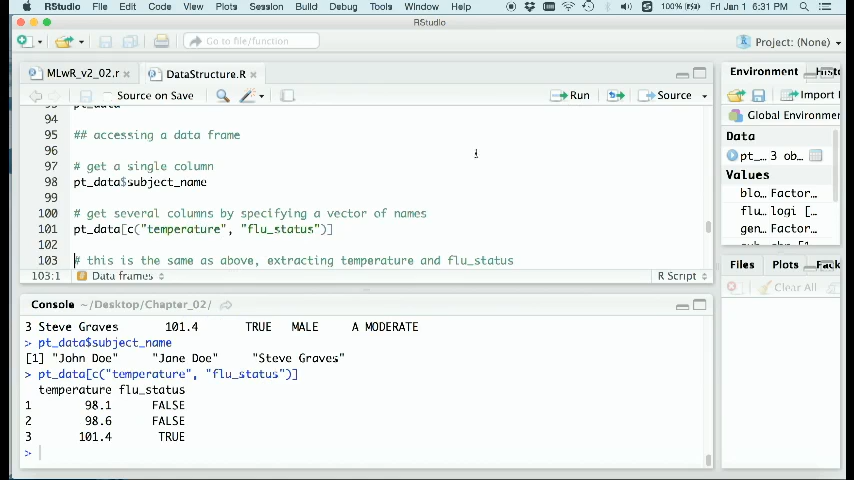 RStudio File Edit Code View Plots Session Build Debug Tools Window Help 100% Fri Jan 1 6:31 PM
RStudio
Go to file/function Project: (None)
MLwR_v2_02.r DataStructure.R
Source on Save Run Source
pt_data
94
95 ## accessing a data frame
96
97 # get a single column
98 pt_data$subject_name
99
100 # get several columns by specifying a vector of names
101 pt_data[c("temperature", "flu_status")]
102
103 # this is the same as above, extracting temperature and flu_status
103:1 Data frames R Script
Console ~/Desktop/Chapter_02/
3 Steve Graves 101.4 TRUE MALE A MODERATE
> pt_data$subject_name
[1] "John Doe" "Jane Doe" "Steve Graves"
> pt_data[c("temperature", "flu_status")]
temperature flu_status
1 98.1 FALSE
2 98.6 FALSE
3 101.4 TRUE
>
Environment
Import
Global Environmen
Data
pt_… 3 ob…
Values
blo… Factor…
flu… logi […
gen… Factor…
Files Plots
Clear All